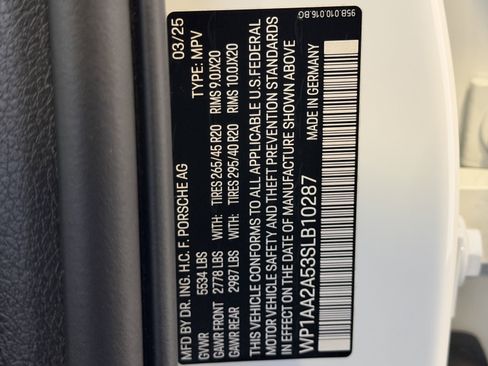 95B.010.016.BG
MFD BY DR. ING. H.C. F. PORSCHE AG 03/25
GVWR 5534 LBS TYPE: MPV
GAWR FRONT 2778 LBS WITH: TIRES 265/45 R20 RIMS 9.0JX20
GAWR REAR 2987 LBS WITH: TIRES 295/40 R20 RIMS 10.0JX20
THIS VEHICLE CONFORMS TO ALL APPLICABLE U.S.FEDERAL
MOTOR VEHICLE SAFETY AND THEFT PREVENTION STANDARDS
IN EFFECT ON THE DATE OF MANUFACTURE SHOWN ABOVE
WP1AA2A53SLB10287 MADE IN GERMANY